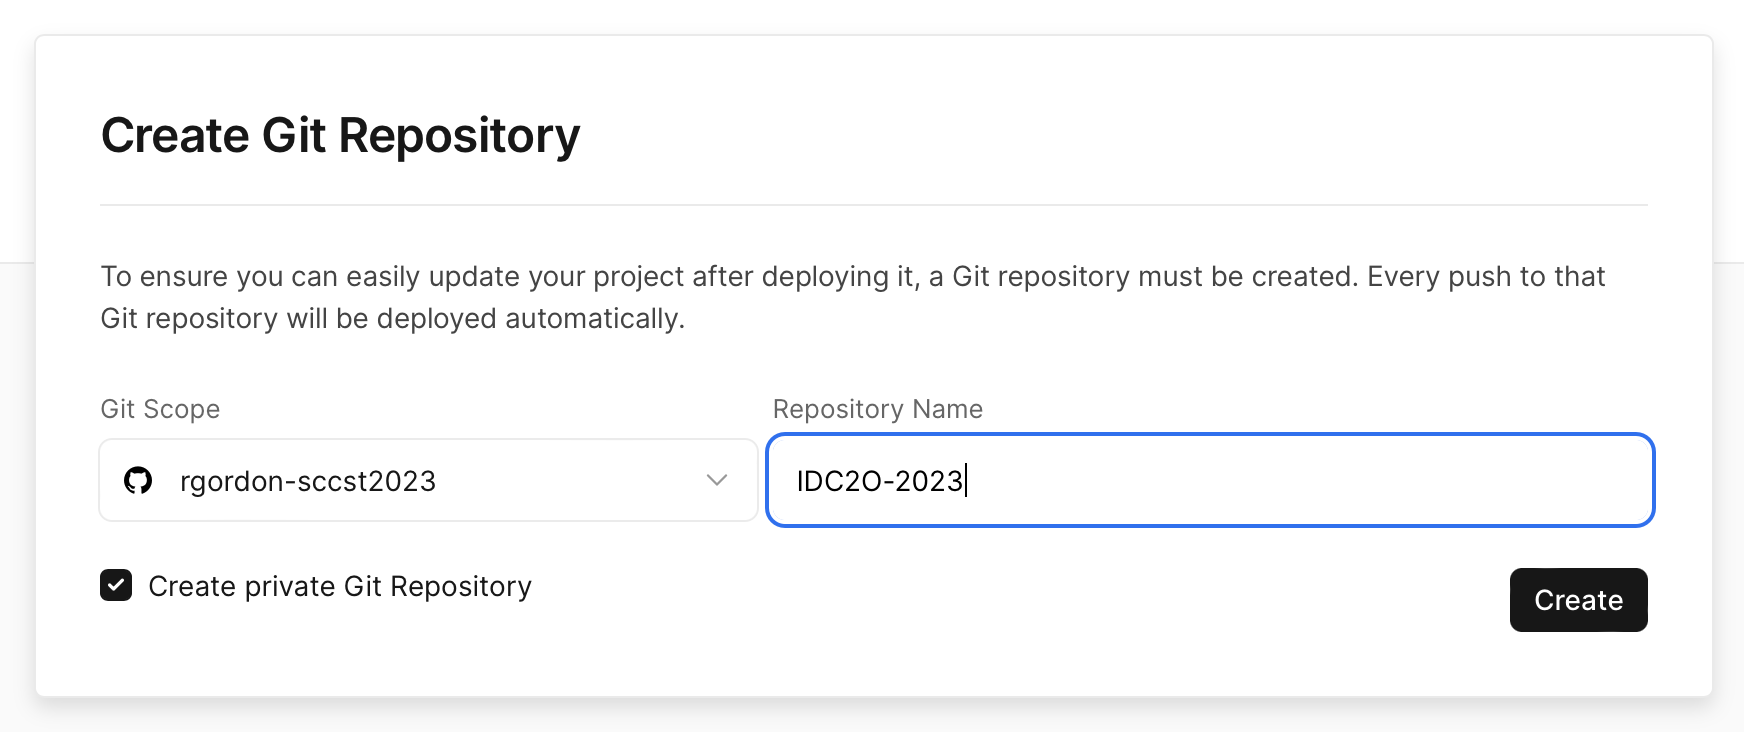 Create Git Repository
To ensure you can easily update your project after deploying it, a Git repository must be created. Every push to that
Git repository will be deployed automatically.
Git Scope
Repository Name
rgordon-sccst2023
IDC2O-2023
Create private Git Repository
Create